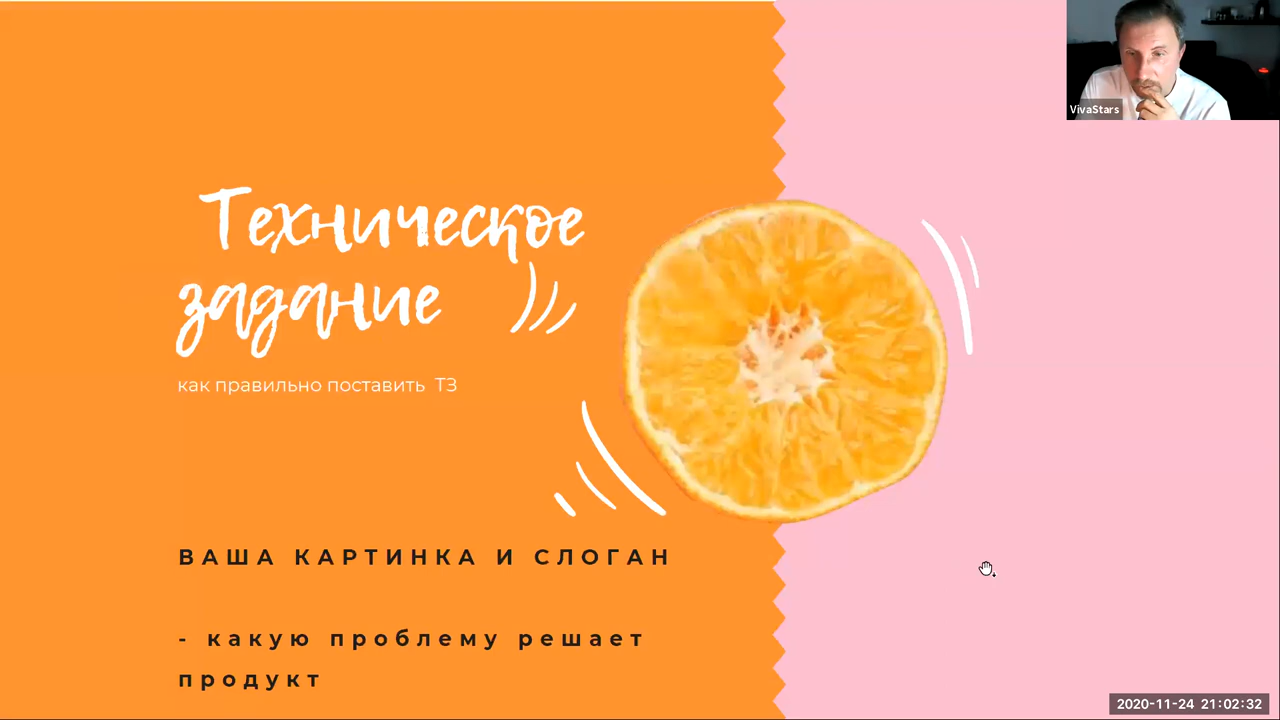 VivaStars
Техническое
задание
как правильно поставить ТЗ
ВАША КАРТИНКА И СЛОГАН
- какую проблему решает
продукт
2020-11-24 21:02:32